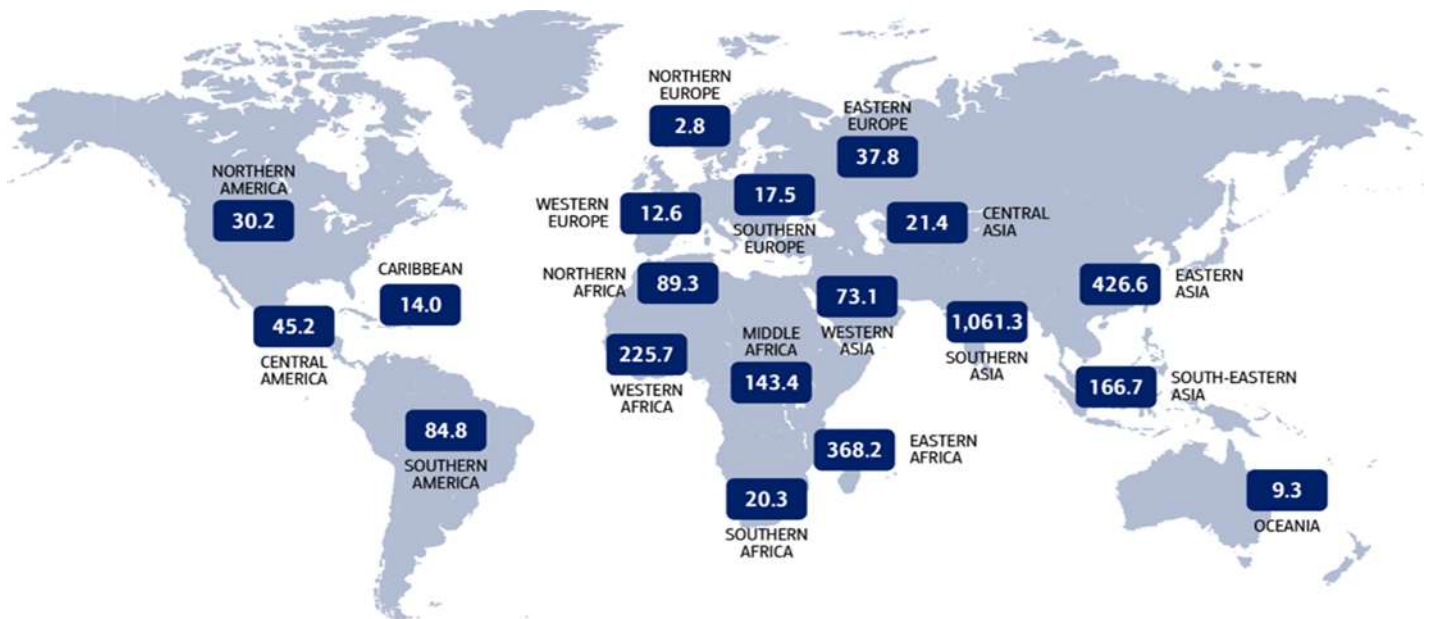 NORTHERN
EUROPE
2.8
EASTERN
EUROPE
37.8
NORTHERN
AMERICA
30.2
WESTERN
EUROPE
12.6
17.5
SOUTHERN
EUROPE
21.4
CENTRAL
ASIA
CARIBBEAN
14.0
NORTHERN
AFRICA
89.3
73.1
WESTERN
ASIA
426.6
EASTERN
ASIA
45.2
CENTRAL
AMERICA
225.7
WESTERN
AFRICA
MIDDLE
AFRICA
143.4
1,061.3
SOUTHERN
ASIA
166.7
SOUTH-EASTERN
ASIA
84.8
SOUTHERN
AMERICA
368.2
EASTERN
AFRICA
20.3
SOUTHERN
AFRICA
9.3
OCEANIA